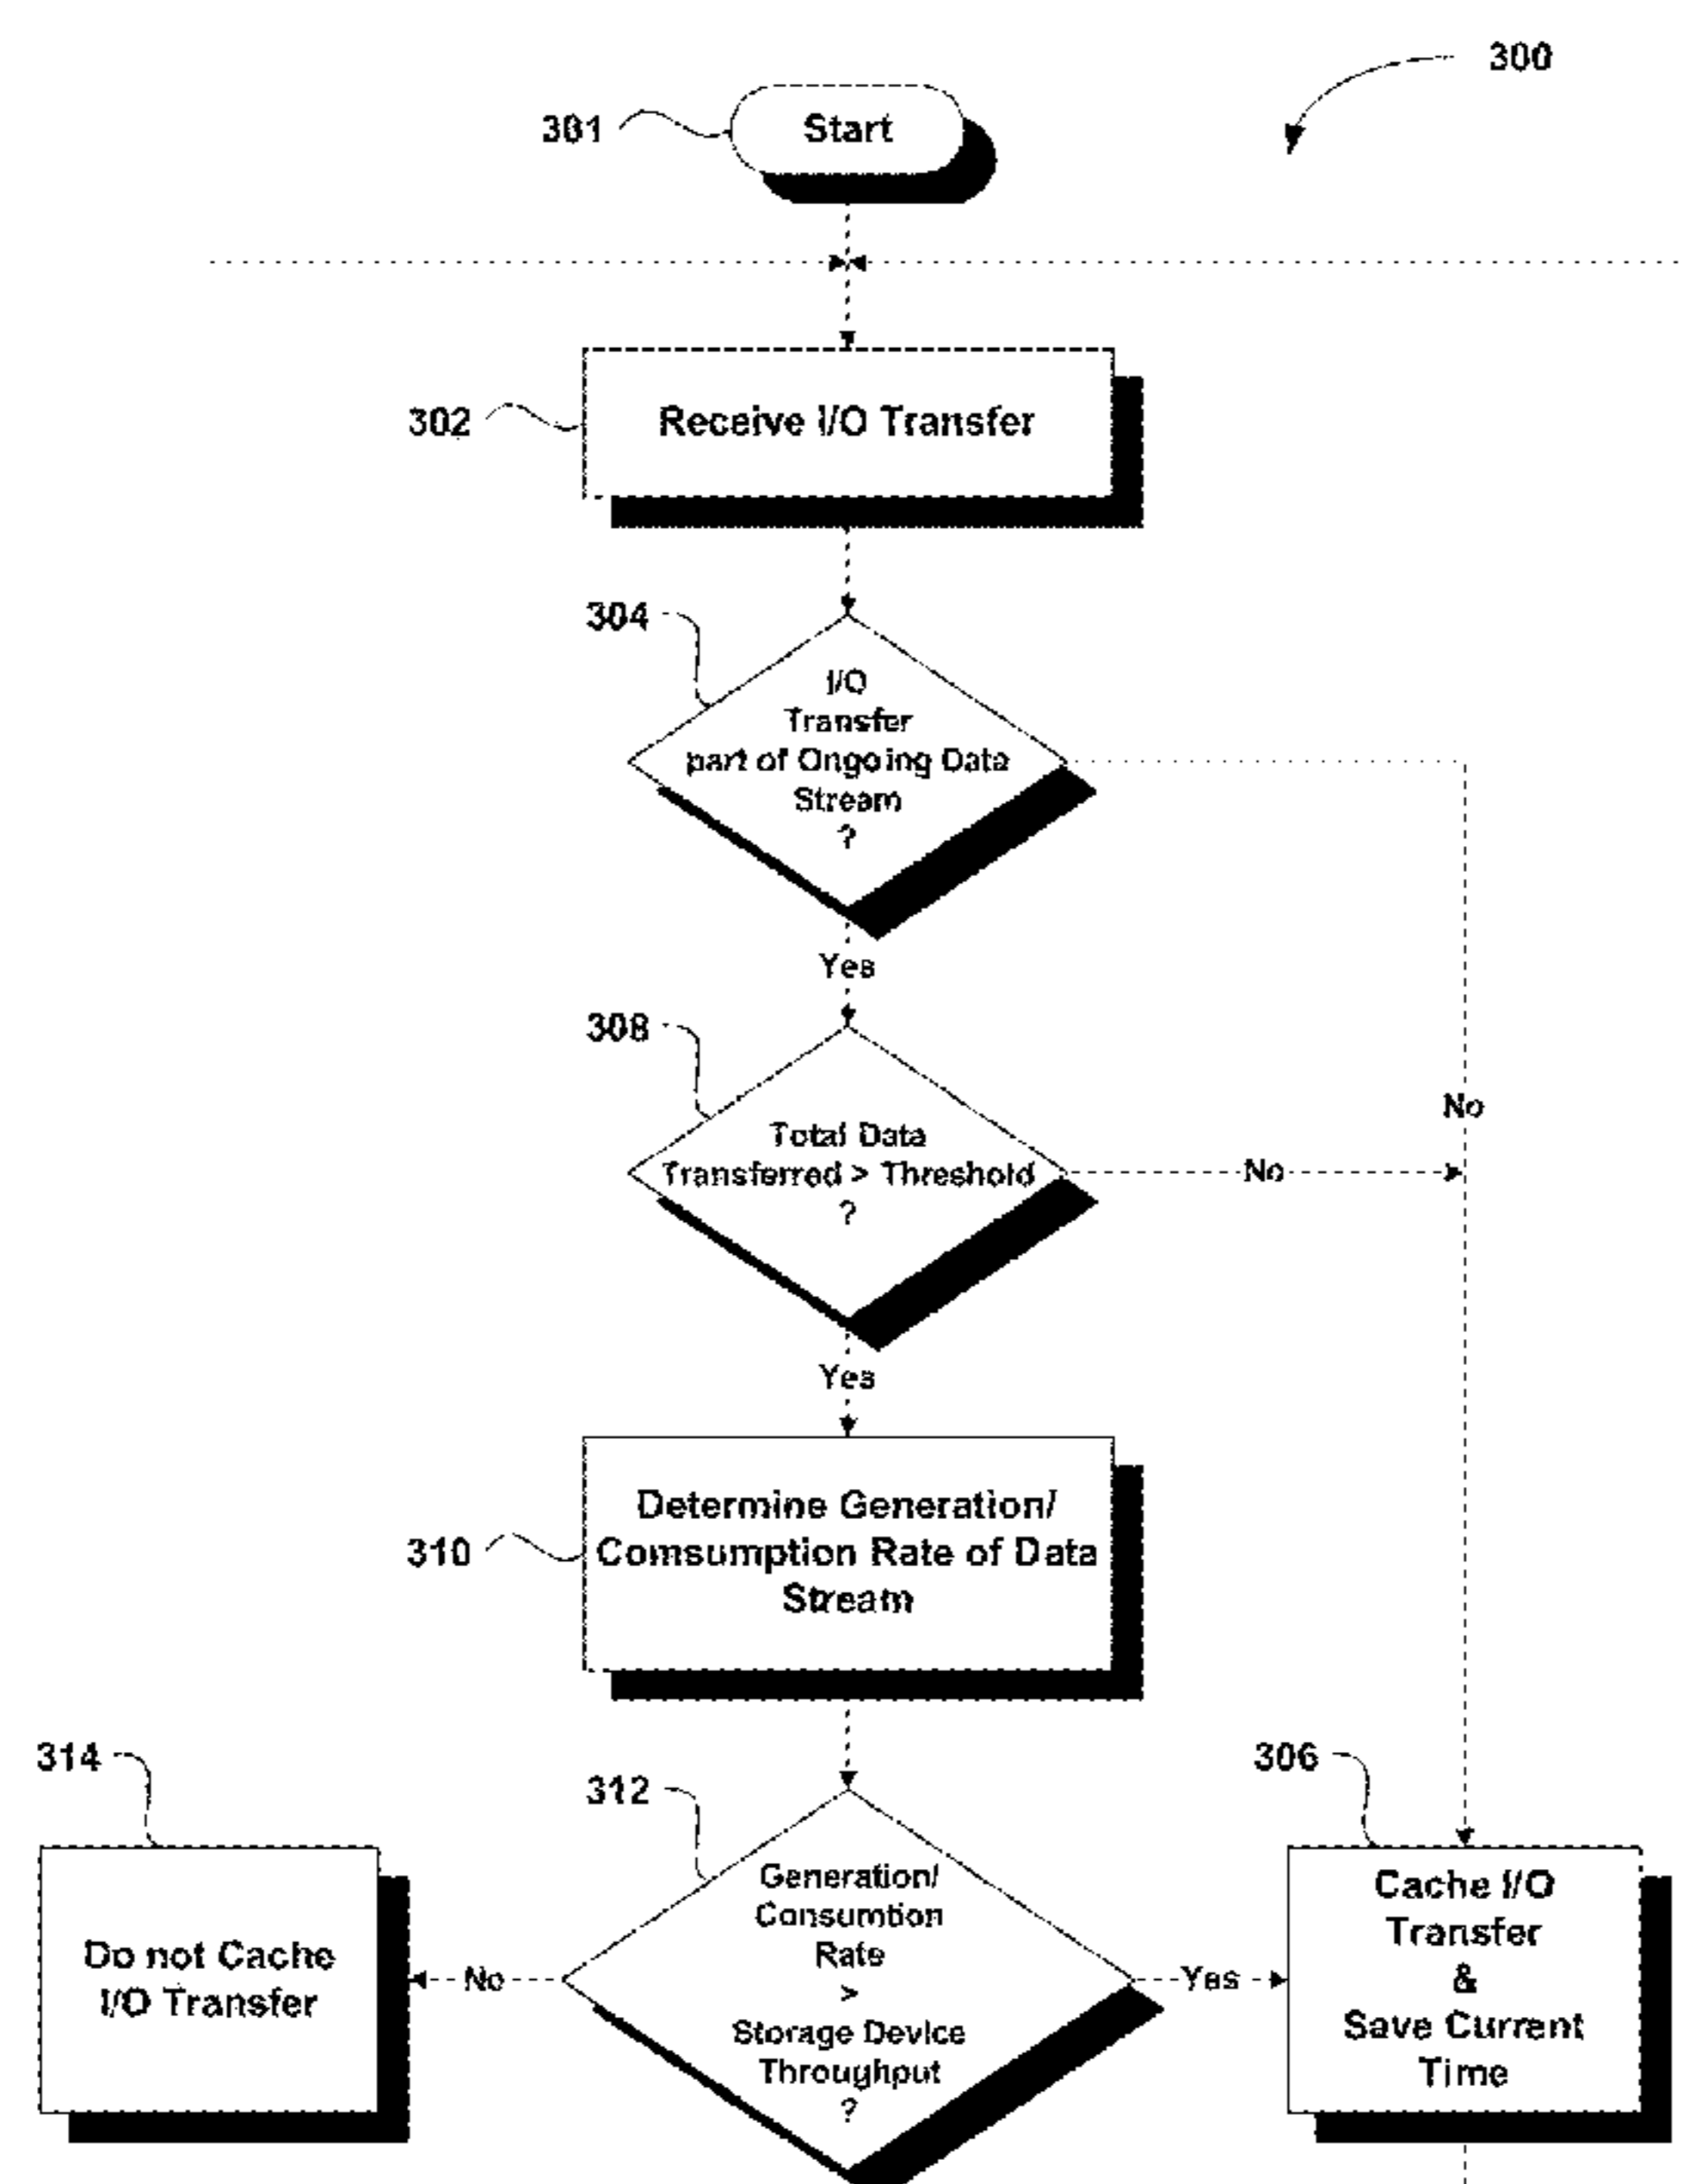 300
301
Start
302
Receive I/O Transfer
304
I/O
Transfer
part of Ongoing Data
Stream
?
Yes
308
No
Total Data
Transferred > Threshold
?
No
Yes
310
Determine Generation/
Comsumption Rate of Data
Stream
314
312
306
Do not Cache
I/O Transfer
No
Generation/
Consumtion
Rate
>
Storage Device
Throughput
?
Yes
Cache I/O
Transfer
&
Save Current
Time